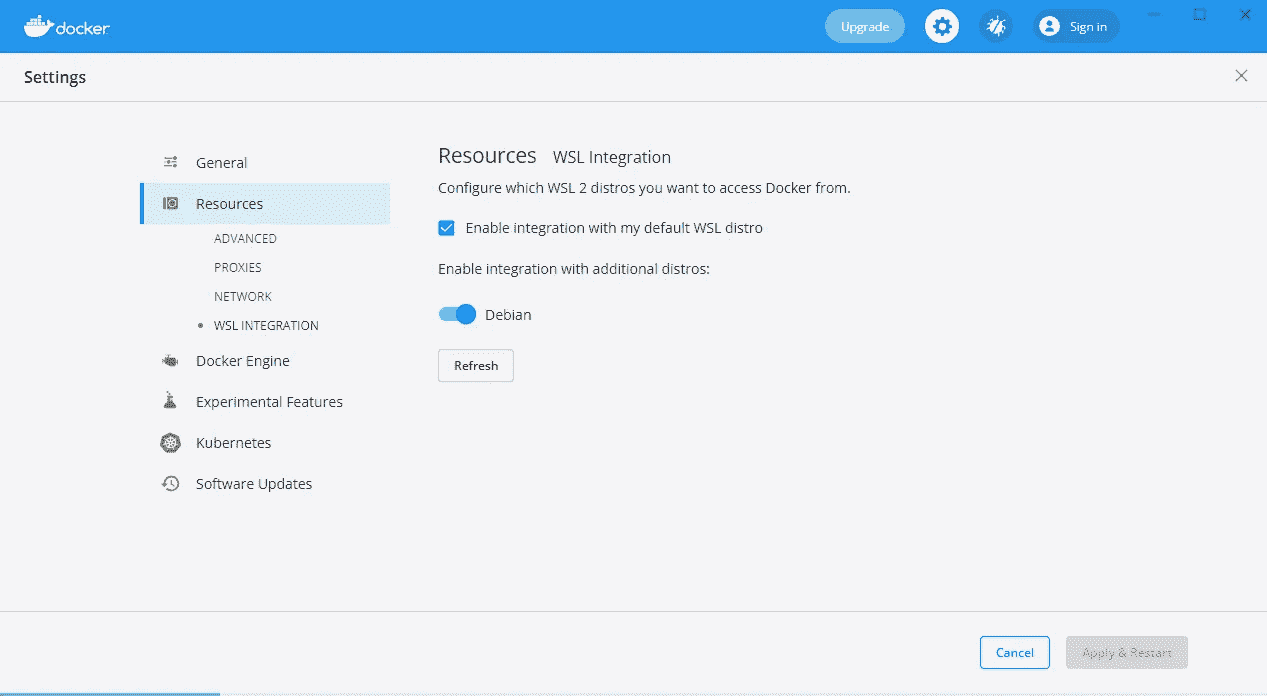 docker
Upgrade
Sign in
Settings
General
Resources
ADVANCED
PROXIES
NETWORK
WSL INTEGRATION
Docker Engine
Experimental Features
Kubernetes
Software Updates
Resources WSL Integration
Configure which WSL 2 distros you want to access Docker from.
Enable integration with my default WSL distro
Enable integration with additional distros:
Debian
Refresh
Cancel
Apply & Restart